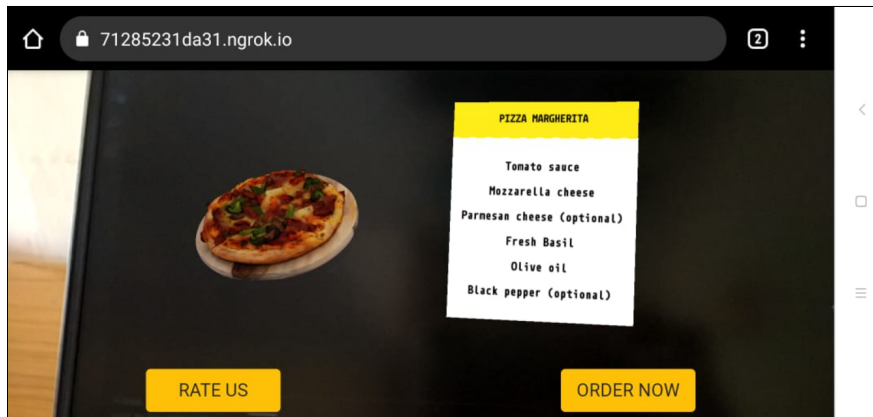 71285231da31.ngrok.io
2
PIZZA MARGHERITA
Tomato sauce
Mozzarella cheese
Parmesan cheese (optional)
Fresh Basil
Olive oil
Black pepper (optional)
RATE US
ORDER NOW